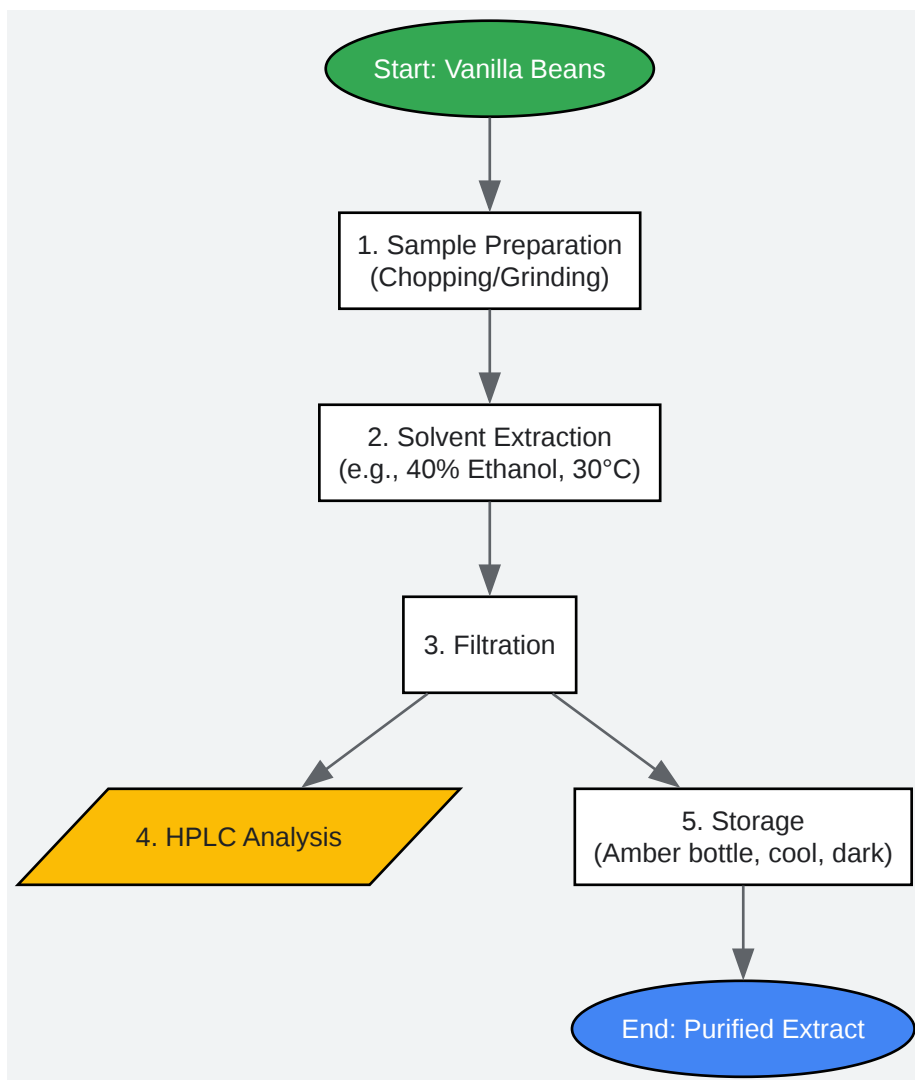 Start: Vanilla Beans
1. Sample Preparation
(Chopping/Grinding)
2. Solvent Extraction
(e.g., 40% Ethanol, 30°C)
3. Filtration
4. HPLC Analysis
5. Storage
(Amber bottle, cool, dark)
End: Purified Extract